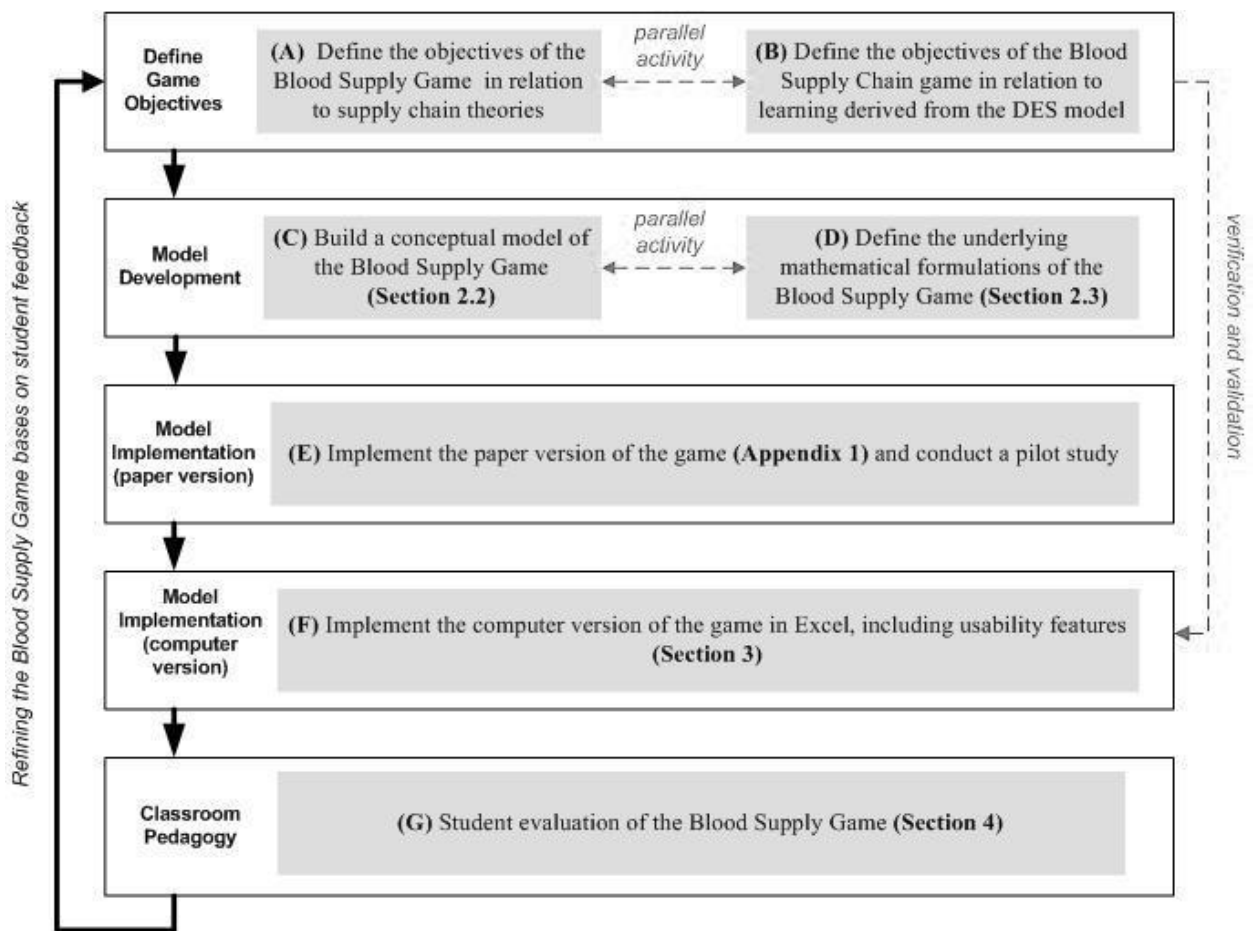 Define
Game
Objectives
(A) Define the objectives of the
Blood Supply Game in relation
to supply chain theories
parallel
activity
(B) Define the objectives of the Blood
Supply Chain game in relation to
learning derived from the DES model
Model
Development
(C) Build a conceptual model of
the Blood Supply Game
(Section 2.2)
parallel
activity
(D) Define the underlying
mathematical formulations of the
Blood Supply Game (Section 2.3)
Model
Implementation
(paper version)
(E) Implement the paper version of the game (Appendix 1) and conduct a pilot study
Model
Implementation
(computer
version)
(F) Implement the computer version of the game in Excel, including usability features
(Section 3)
Classroom
Pedagogy
(G) Student evaluation of the Blood Supply Game (Section 4)
Refining the Blood Supply Game bases on student feedback
verification and validation